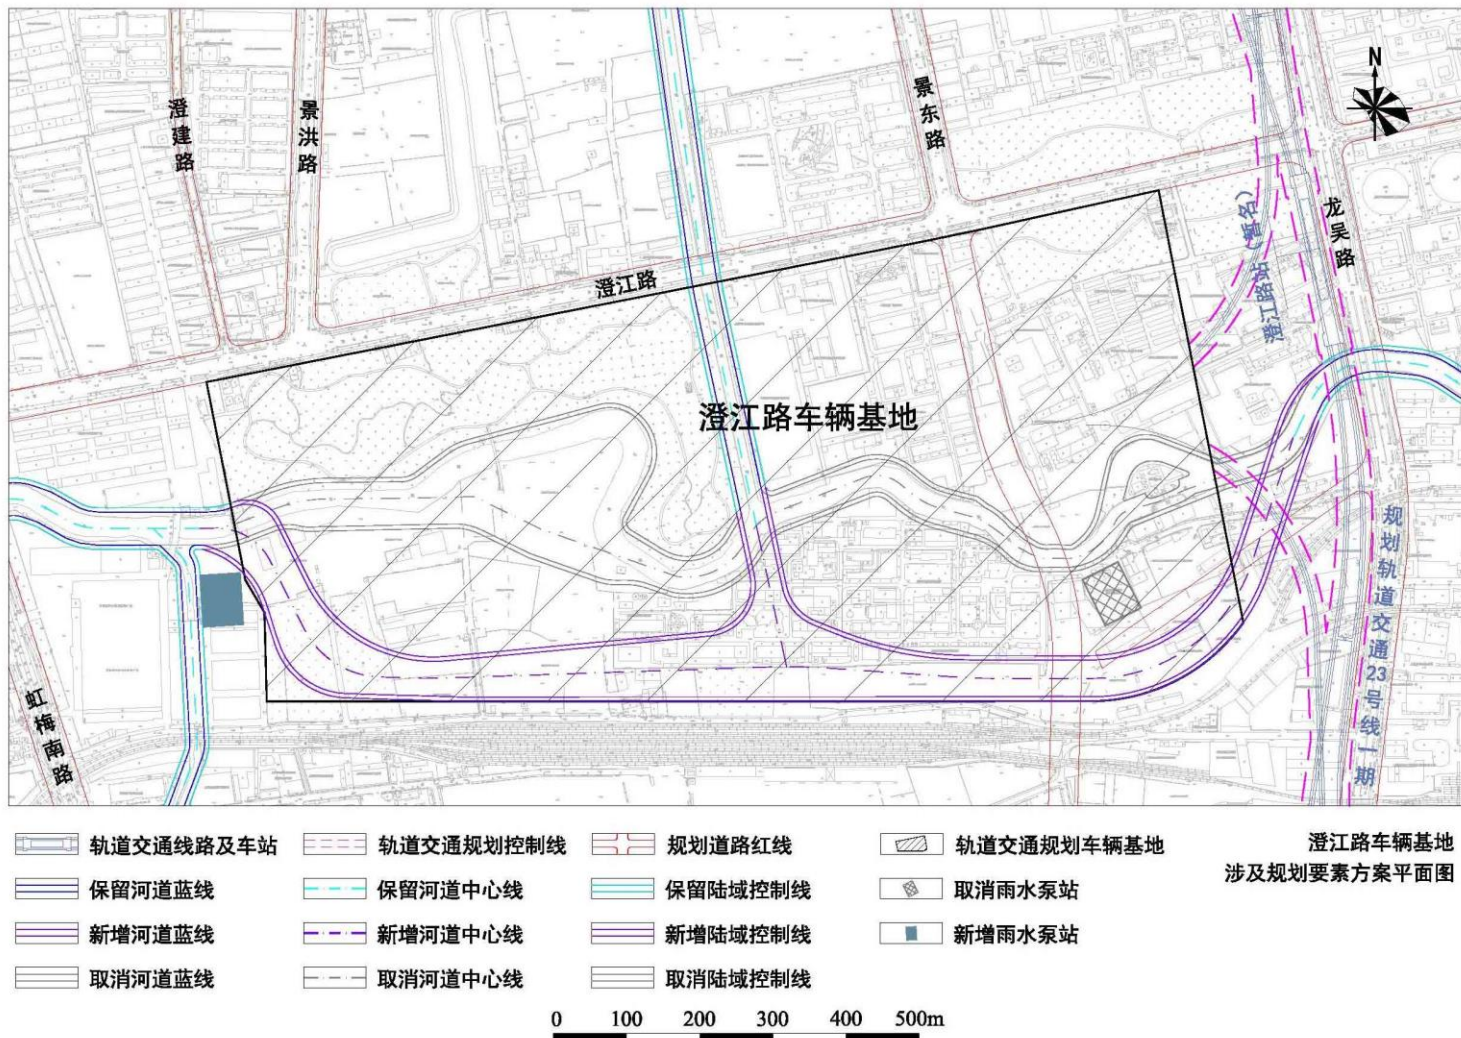 N
澄建路
景洪路
景东路
龙吴路
澄江路站（暂名）
澄江路
澄江路车辆基地
规划轨道交通23号线一期
虹梅南路
轨道交通线路及车站
轨道交通规划控制线
规划道路红线
轨道交通规划车辆基地
澄江路车辆基地
涉及规划要素方案平面图
保留河道蓝线
保留河道中心线
保留陆域控制线
取消雨水泵站
新增河道蓝线
新增河道中心线
新增陆域控制线
新增雨水泵站
取消河道蓝线
取消河道中心线
取消陆域控制线
0 100 200 300 400 500m